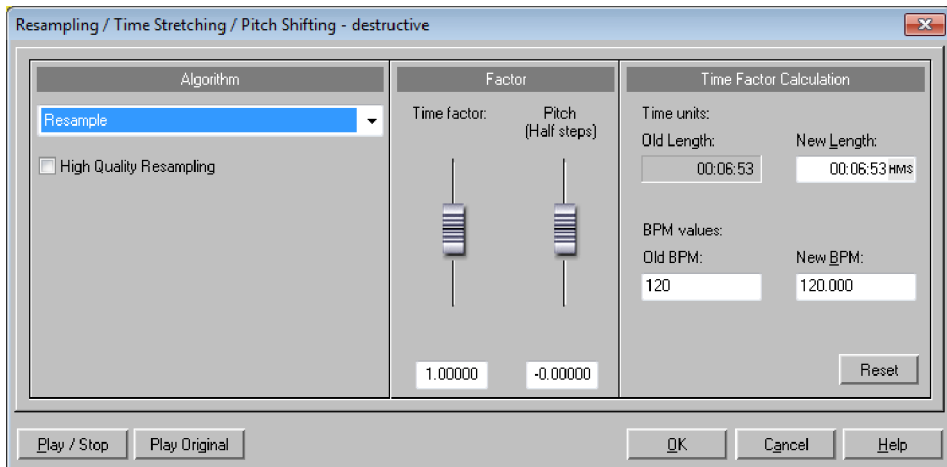 Resampling / Time Stretching / Pitch Shifting - destructive
Algorithm
Resample
High Quality Resampling
Factor
Time factor:
Pitch
(Half steps)
1.00000
-0.00000
Time Factor Calculation
Time units:
Old Length:
New Length:
00:06:53
00:06:53 HMS
BPM values:
Old BPM:
New BPM:
120
120.000
Reset
Play / Stop
Play Original
OK
Cancel
Help